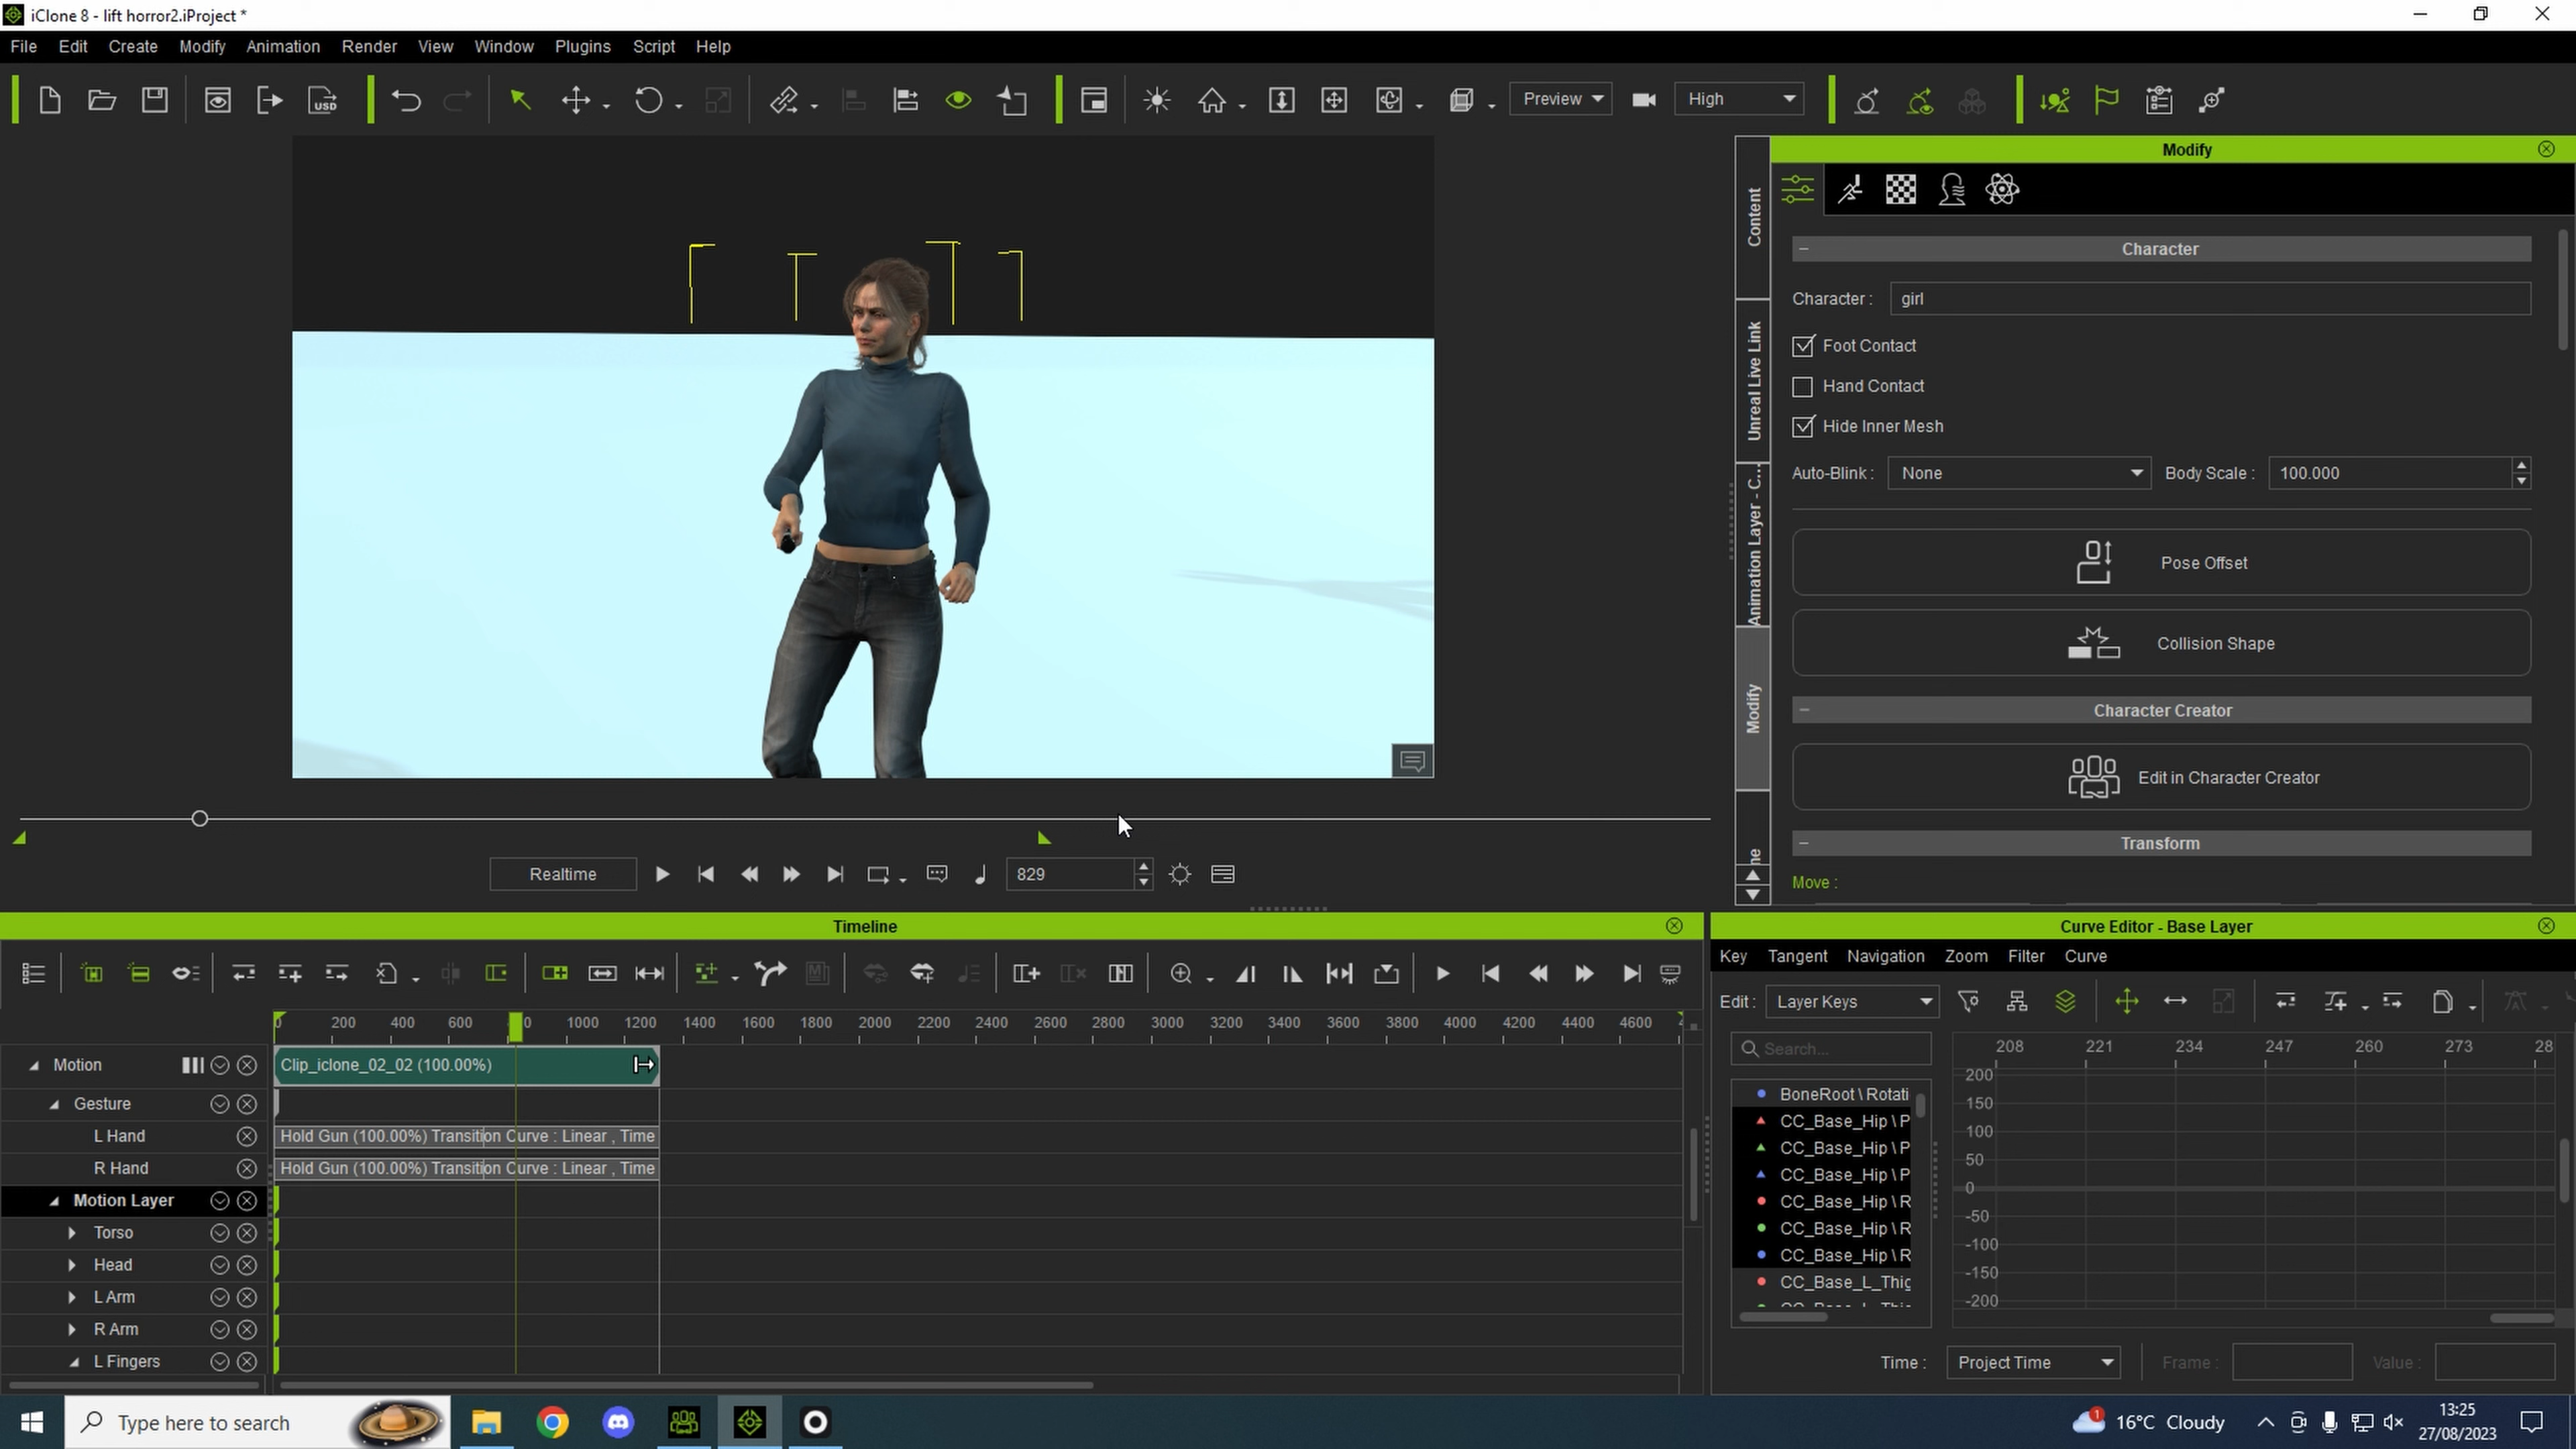 iClone 8 - lift horror2.iProject *
File Edit Create Modify Animation Render View Window Plugins Script Help
USD
Preview
High
Modify
Content
Unreal Live Link
Animation Layer - C...
Modify
ne
Character
Character : girl
Foot Contact
Hand Contact
Hide Inner Mesh
Auto-Blink : None Body Scale : 100.000
Pose Offset
Collision Shape
Character Creator
Edit in Character Creator
Transform
Move :
Realtime
829
Timeline
0 200 400 600 0 1000 1200 1400 1600 1800 2000 2200 2400 2600 2800 3000 3200 3400 3600 3800 4000 4200 4400 4600
Motion
Clip_iclone_02_02 (100.00%)
Gesture
L Hand
Hold Gun (100.00%) Transition Curve : Linear , Time
R Hand
Hold Gun (100.00%) Transition Curve : Linear , Time
Motion Layer
Torso
Head
L Arm
R Arm
L Fingers
Curve Editor - Base Layer
Key Tangent Navigation Zoom Filter Curve
Edit : Layer Keys
Search...
BoneRoot \ Rotati
CC_Base_Hip \ P
CC_Base_Hip \ P
CC_Base_Hip \ P
CC_Base_Hip \ R
CC_Base_Hip \ R
CC_Base_Hip \ R
CC_Base_L_Thig
208 221 234 247 260 273 28
200
150
100
50
0
-50
-100
-150
-200
Time : Project Time Frame : Value :
Type here to search
1
16°C Cloudy
13:25
27/08/2023